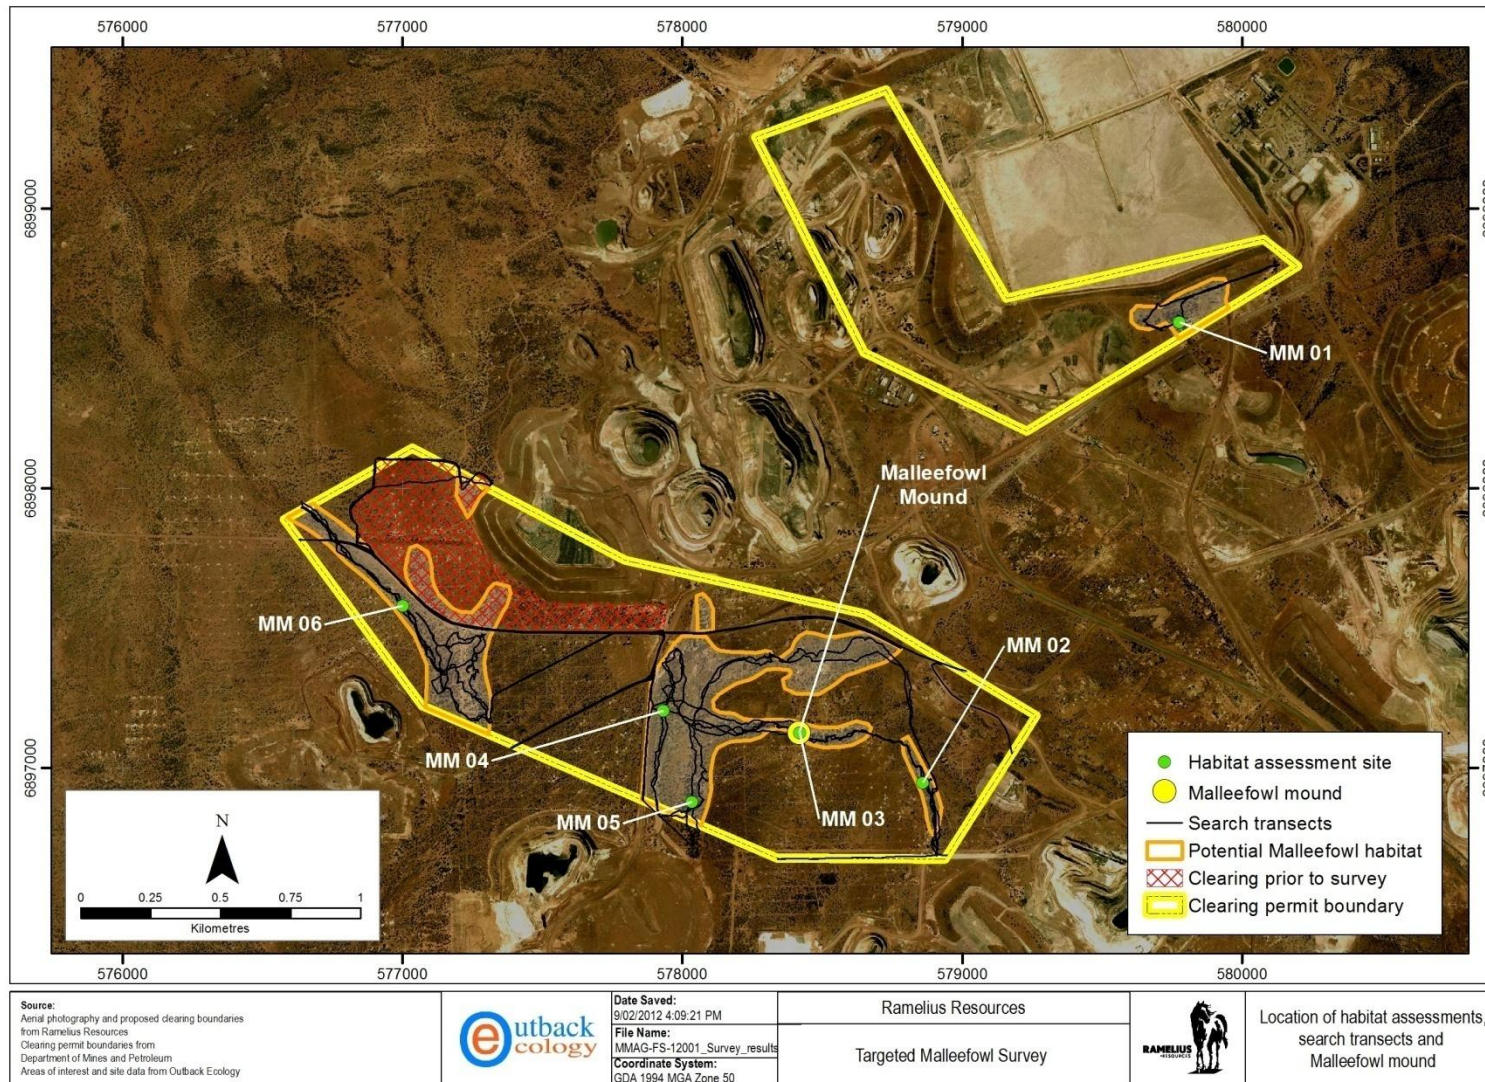 576000 577000 578000 579000 580000
6899000
MM 01
Malleefowl
Mound
6898000
MM 06
MM 02
MM 04
6897000
MM 05
MM 03
N
0 0.25 0.5 0.75 1
Kilometres
Habitat assessment site
Malleefowl mound
Search transects
Potential Malleefowl habitat
Clearing prior to survey
Clearing permit boundary
576000 577000 578000 579000 580000
Source:
Aerial photography and proposed clearing boundaries
from Ramelius Resources
Clearing permit boundaries from
Department of Mines and Petroleum
Areas of interest and site data from Outback Ecology
Outback
ecology
Date Saved:
9/02/2012 4:09:21 PM
File Name:
MMAG-FS-12001_Survey_results
Coordinate System:
GDA 1994 MGA Zone 50
Ramelius Resources
Targeted Malleefowl Survey
RAMELIUS
RESOURCES
Location of habitat assessments,
search transects and
Malleefowl mound